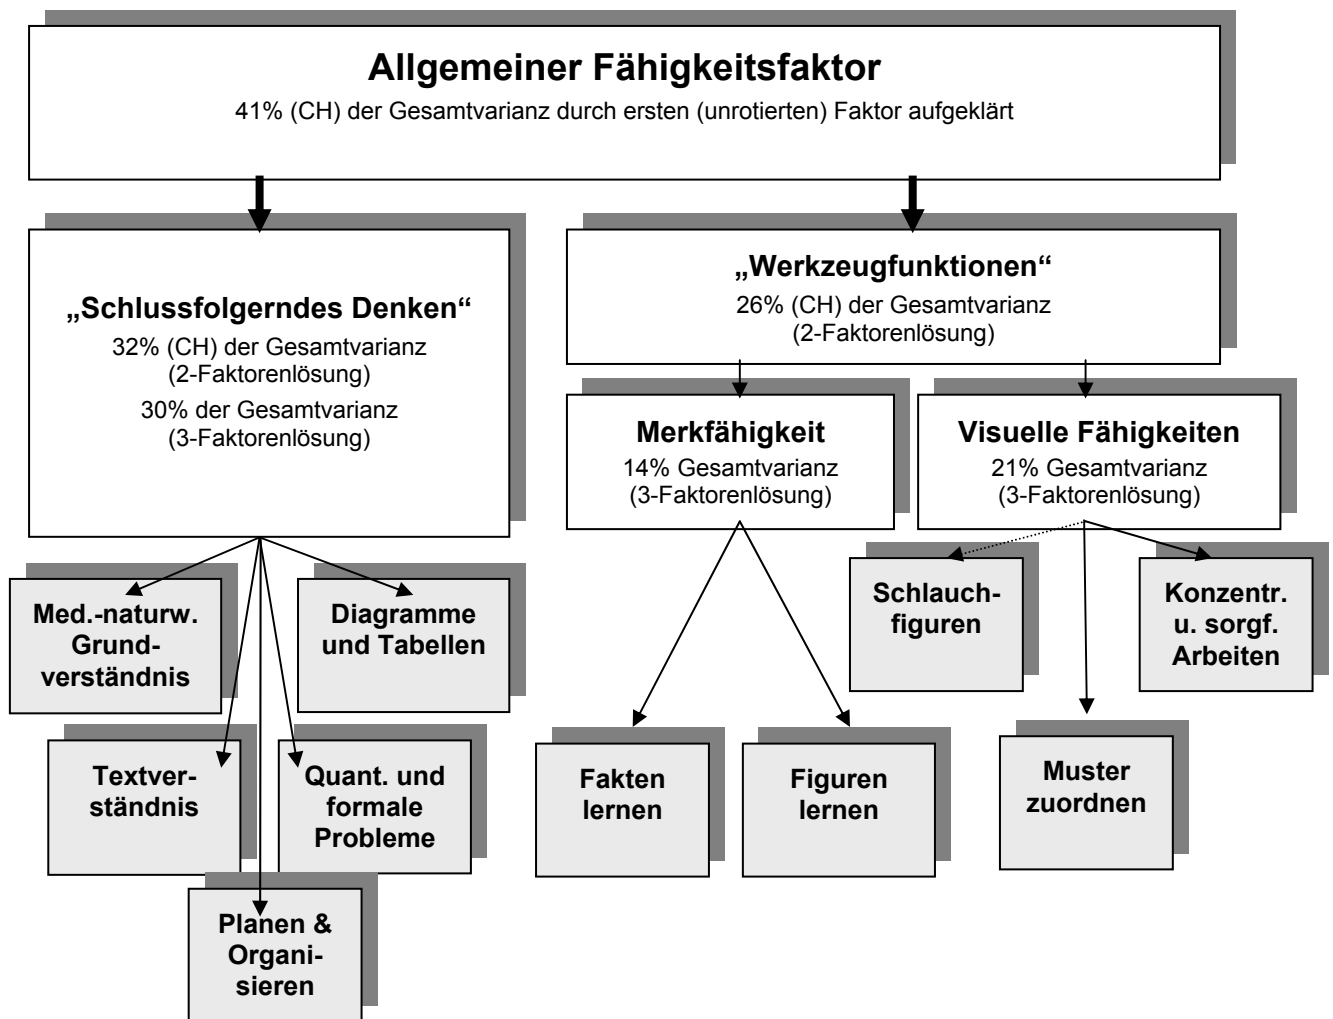 Allgemeiner Fähigkeitsfaktor
41% (CH) der Gesamtvarianz durch ersten (unrotierten) Faktor aufgeklärt
„Schlussfolgerndes Denken“
32% (CH) der Gesamtvarianz
(2-Faktorenlösung)
30% der Gesamtvarianz
(3-Faktorenlösung)
„Werkzeugfunktionen“
26% (CH) der Gesamtvarianz
(2-Faktorenlösung)
Merkfähigkeit
14% Gesamtvarianz
(3-Faktorenlösung)
Visuelle Fähigkeiten
21% Gesamtvarianz
(3-Faktorenlösung)
Med.-naturw.
Grund-
verständnis
Diagramme
und Tabellen
Schlauch-
figuren
Konzentr.
u. sorgf.
Arbeiten
Textver-
ständnis
Quant. und
formale
Probleme
Fakten
lernen
Figuren
lernen
Muster
zuordnen
Planen &
Organi-
sieren